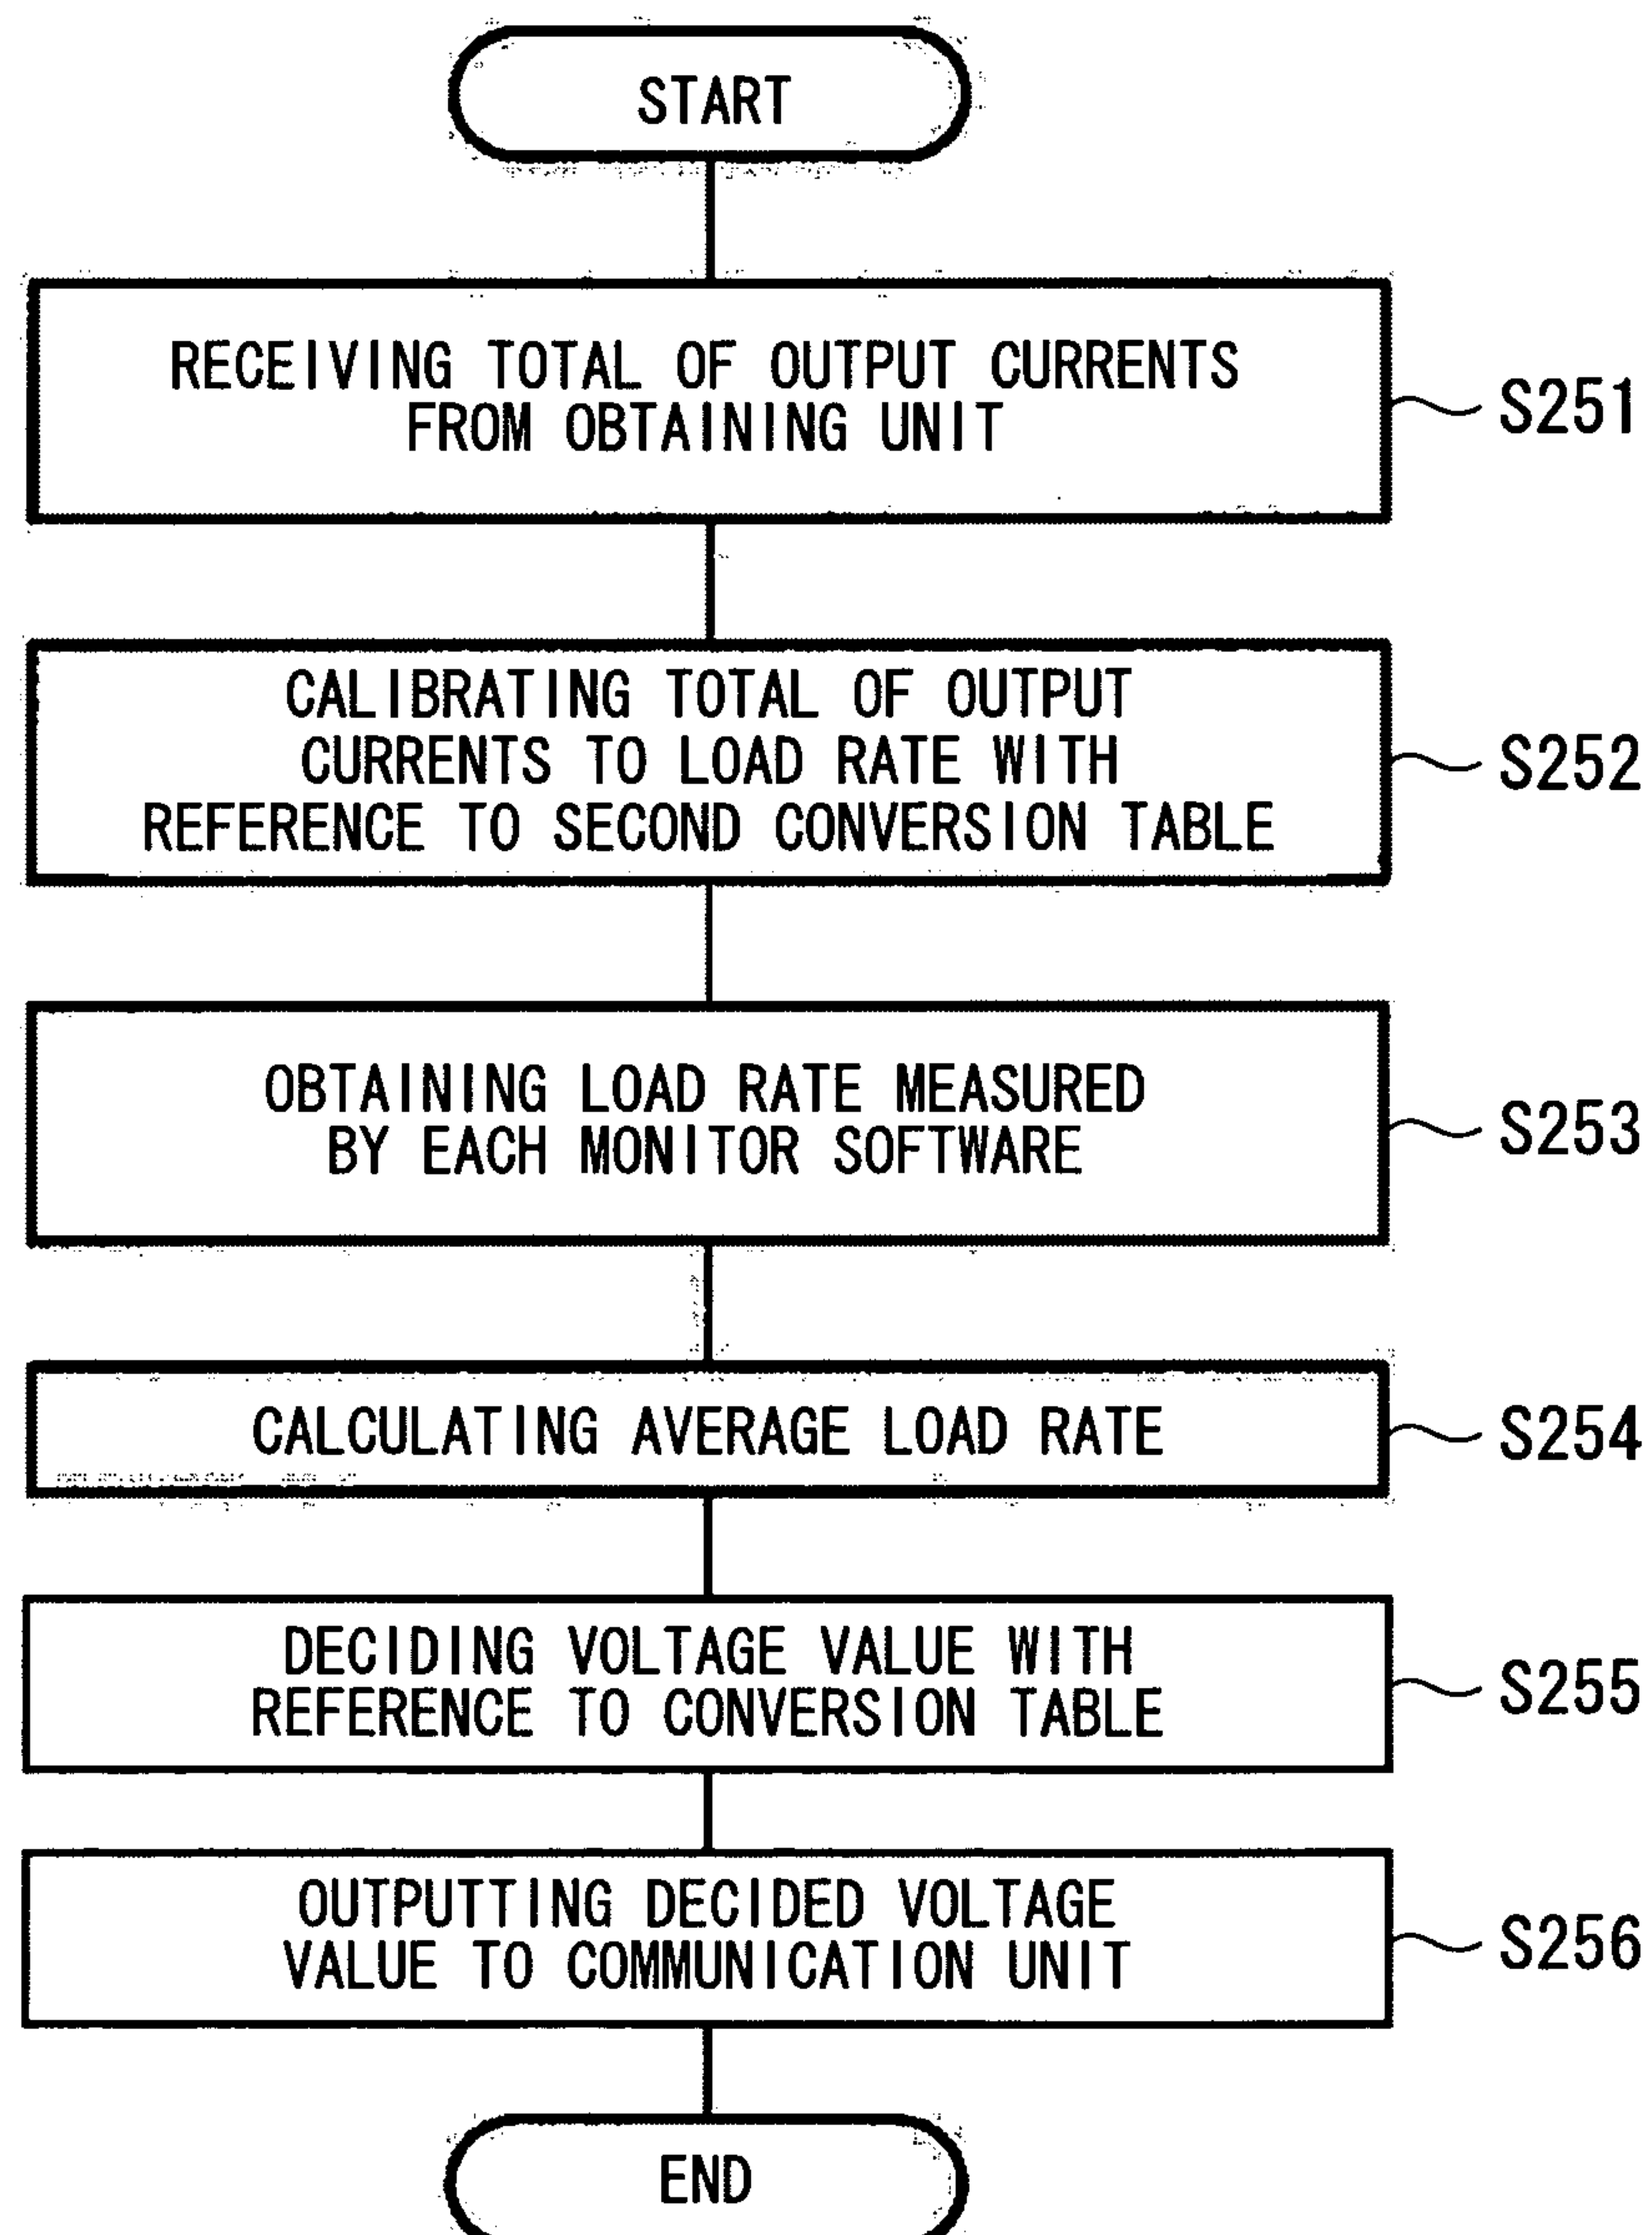 START
RECEIVING TOTAL OF OUTPUT CURRENTS
FROM OBTAINING UNIT
S251
CALIBRATING TOTAL OF OUTPUT
CURRENTS TO LOAD RATE WITH
REFERENCE TO SECOND CONVERSION TABLE
S252
OBTAINING LOAD RATE MEASURED
BY EACH MONITOR SOFTWARE
S253
CALCULATING AVERAGE LOAD RATE
S254
DECIDING VOLTAGE VALUE WITH
REFERENCE TO CONVERSION TABLE
S255
OUTPUTTING DECIDED VOLTAGE
VALUE TO COMMUNICATION UNIT
S256
END